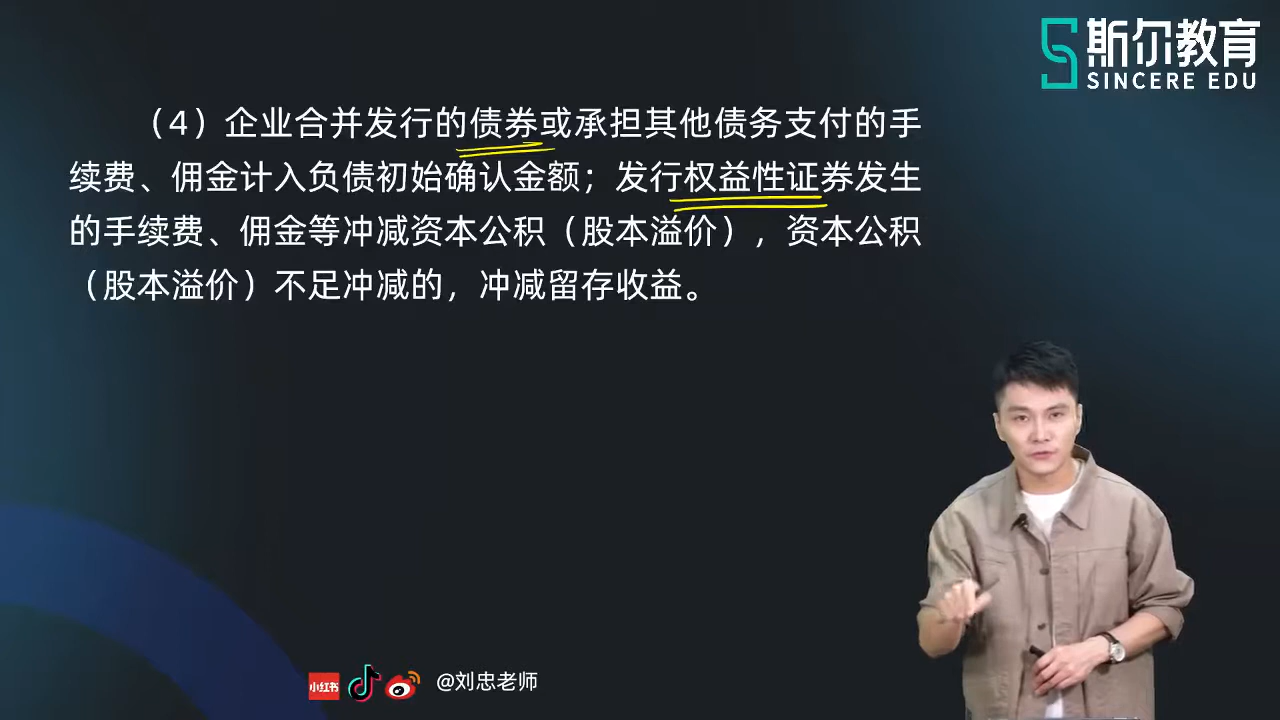 斯尔教育
SINCERE EDU
（4）企业合并发行的债券或承担其他债务支付的手
续费、佣金计入负债初始确认金额；发行权益性证券发生
的手续费、佣金等冲减资本公积（股本溢价），资本公积
（股本溢价）不足冲减的，冲减留存收益。
小红书
@刘忠老师